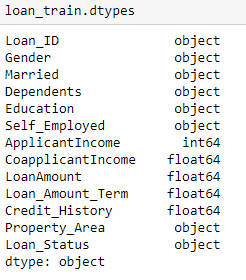 loan_train.dtypes
Loan_ID object
Gender object
Married object
Dependents object
Education object
Self_Employed object
ApplicantIncome int64
CoapplicantIncome float64
LoanAmount float64
Loan_Amount_Term float64
Credit_History float64
Property_Area object
Loan_Status object
dtype: object